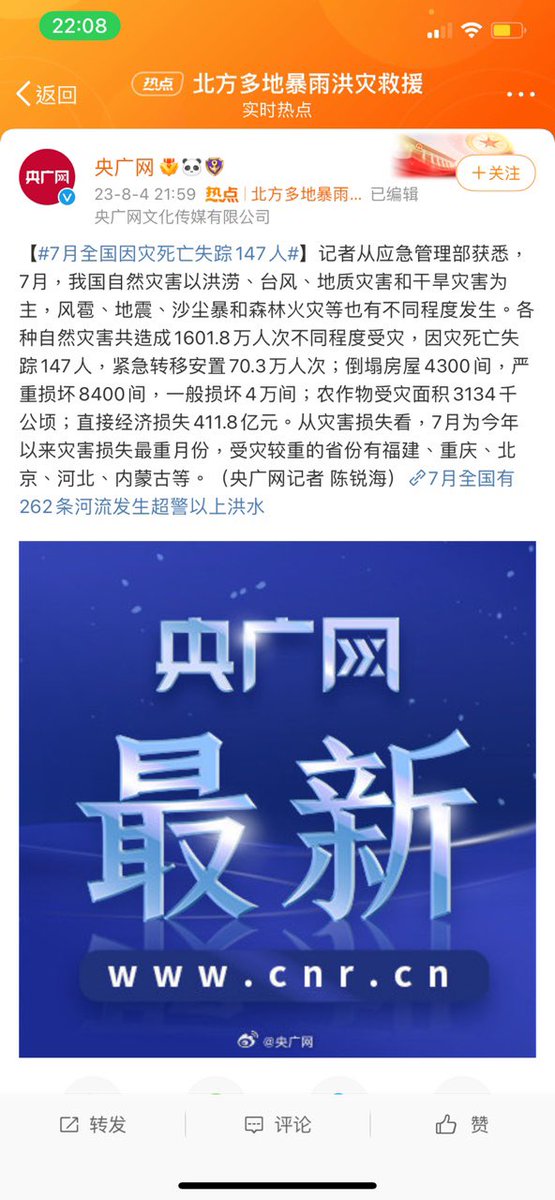 22:08
返回
热点 北方多地暴雨洪灾救援
实时热点
央广网
央广网
+关注
23-8-4 21:59 热点 | 北方多地暴雨... 已编辑
央广网文化传媒有限公司
【#7月全国因灾死亡失踪147人#】记者从应急管理部获悉，
7月，我国自然灾害以洪涝、台风、地质灾害和干旱灾害为
主，风雹、地震、沙尘暴和森林火灾等也有不同程度发生。各
种自然灾害共造成1601.8万人次不同程度受灾，因灾死亡失
踪147人，紧急转移安置70.3万人次；倒塌房屋4300间，严
重损坏8400间，一般损坏4万间；农作物受灾面积3134千
公顷；直接经济损失411.8亿元。从灾害损失看，7月为今年
以来灾害损失最重月份，受灾较重的省份有福建、重庆、北
京、河北、内蒙古等。（央广网记者 陈锐海）7月全国有
262条河流发生超警以上洪水
央广网
最新
www.cnr.cn
@央广网
转发
评论
赞